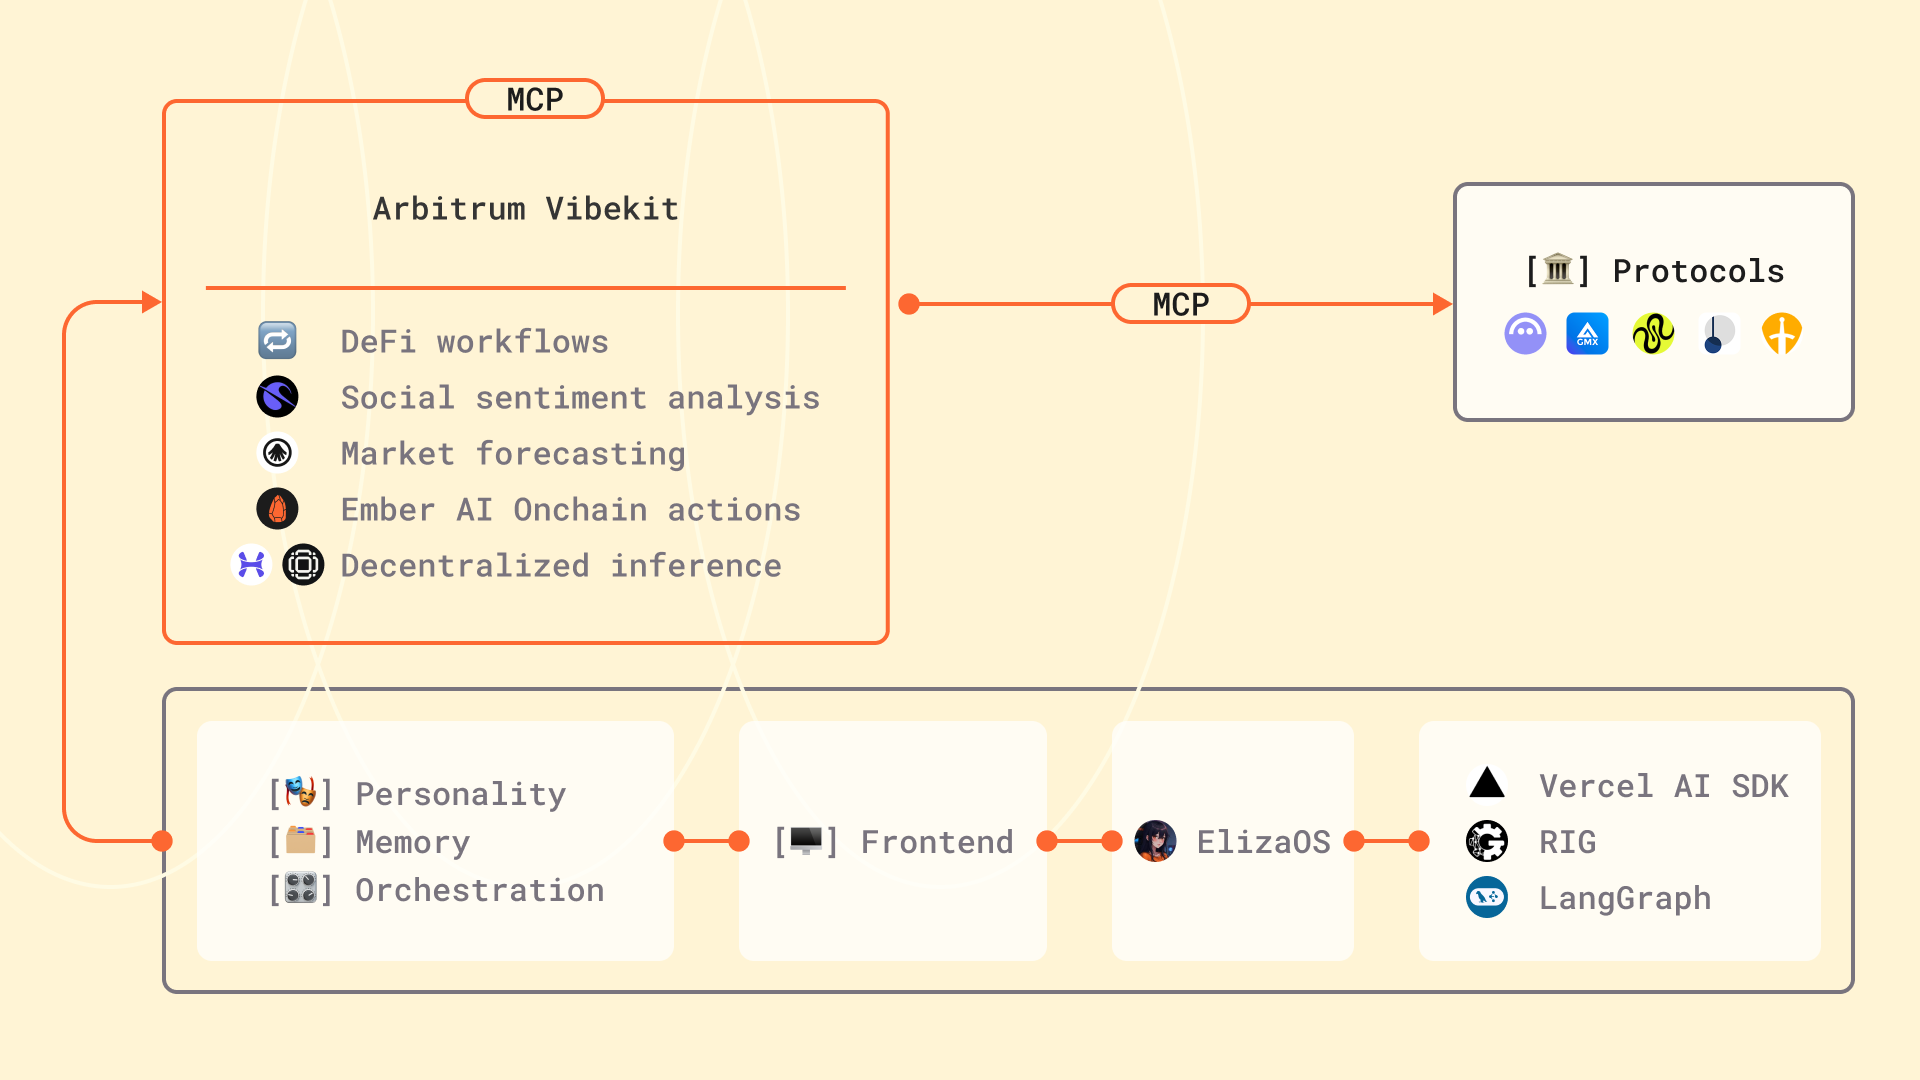 MCP
Arbitrum Vibekit
DeFi workflows
Social sentiment analysis
Market forecasting
Ember AI Onchain actions
Decentralized inference
MCP
[🏛️] Protocols
GMX
[🎭] Personality
[🗂️] Memory
[🎛️] Orchestration
[🖥️] Frontend
ElizaOS
Vercel AI SDK
RIG
LangGraph